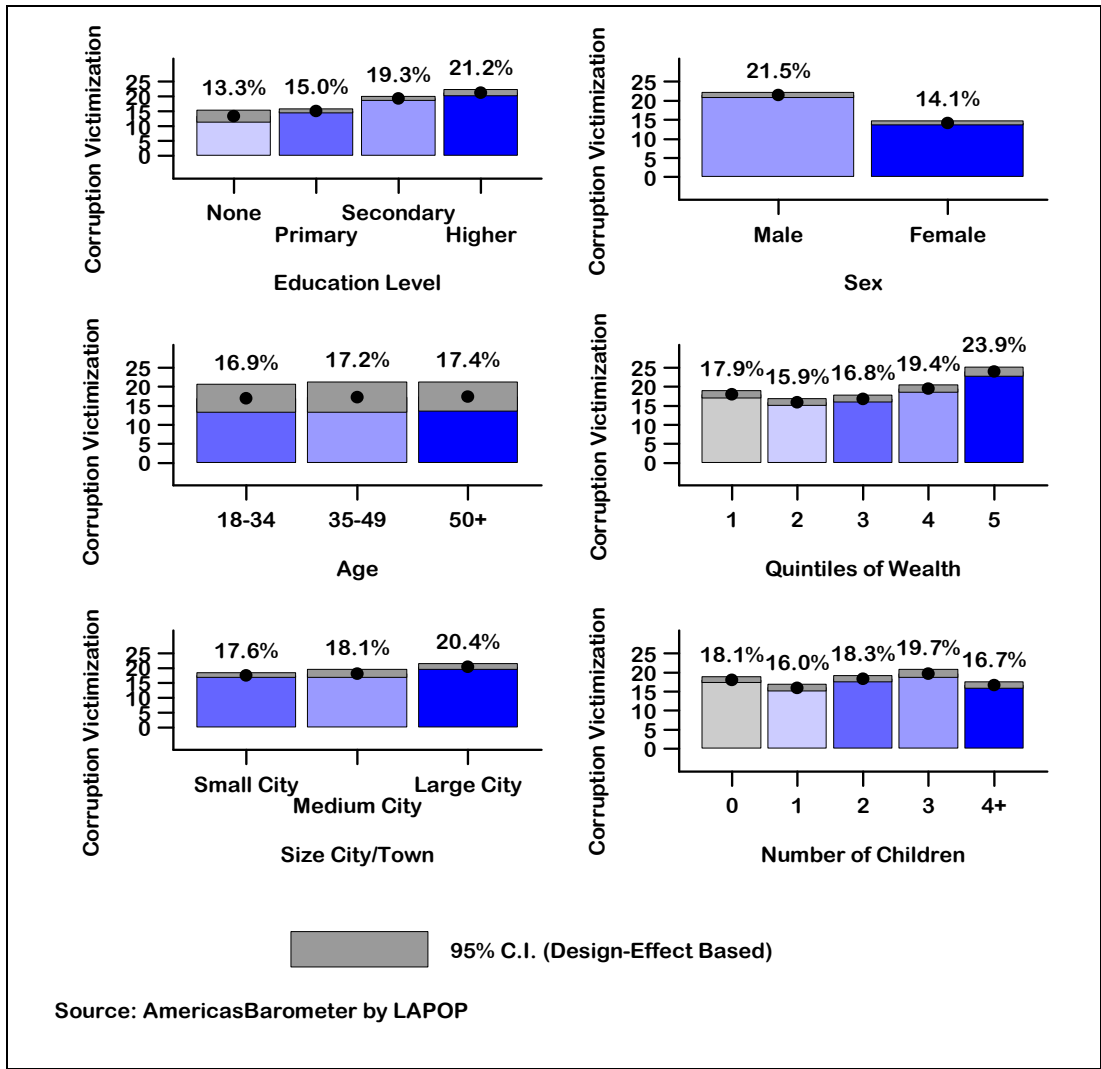 Corruption Victimization
25
20
15
10
5
0
13.3% 15.0% 19.3% 21.2%
None Secondary
Primary Higher
Education Level
Corruption Victimization
25
20
15
10
5
0
21.5% 14.1%
Male Female
Sex
Corruption Victimization
25
20
15
10
5
0
16.9% 17.2% 17.4%
18-34 35-49 50+
Age
Corruption Victimization
25
20
15
10
5
0
17.9% 15.9% 16.8% 19.4% 23.9%
1 2 3 4 5
Quintiles of Wealth
Corruption Victimization
25
20
15
10
5
0
17.6% 18.1% 20.4%
Small City Large City
Medium City
Size City/Town
Corruption Victimization
25
20
15
10
5
0
18.1% 16.0% 18.3% 19.7% 16.7%
0 1 2 3 4+
Number of Children
95% C.I. (Design-Effect Based)
Source: AmericasBarometer by LAPOP